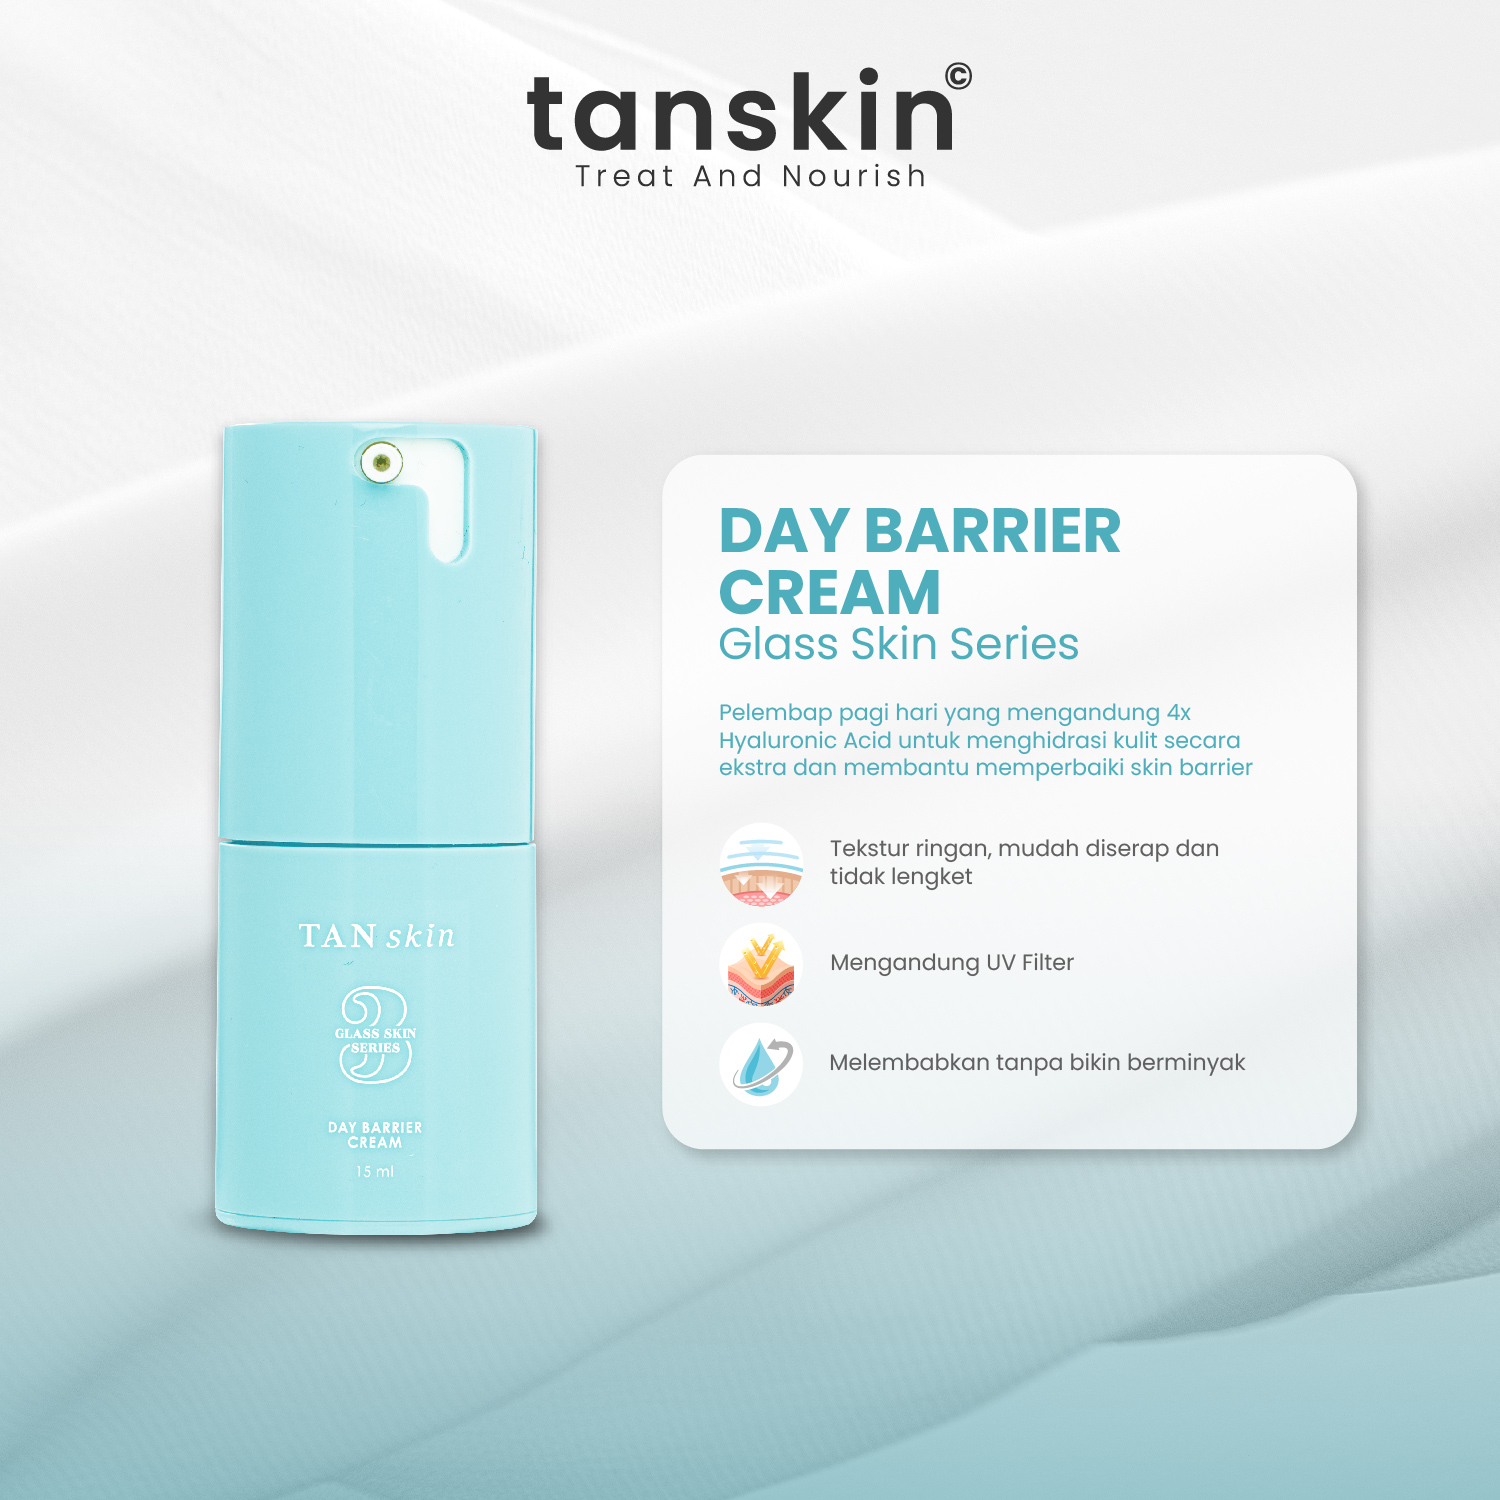 tanskin©
Treat And Nourish
DAY BARRIER
CREAM
Glass Skin Series
Pelembap pagi hari yang mengandung 4x
Hyaluronic Acid untuk menghidrasi kulit secara
ekstra dan membantu memperbaiki skin barrier
Tekstur ringan, mudah diserap dan
tidak lengket
Mengandung UV Filter
Melembabkan tanpa bikin berminyak
TAN skin
GLASS SKIN
SERIES
DAY BARRIER
CREAM
15 ml